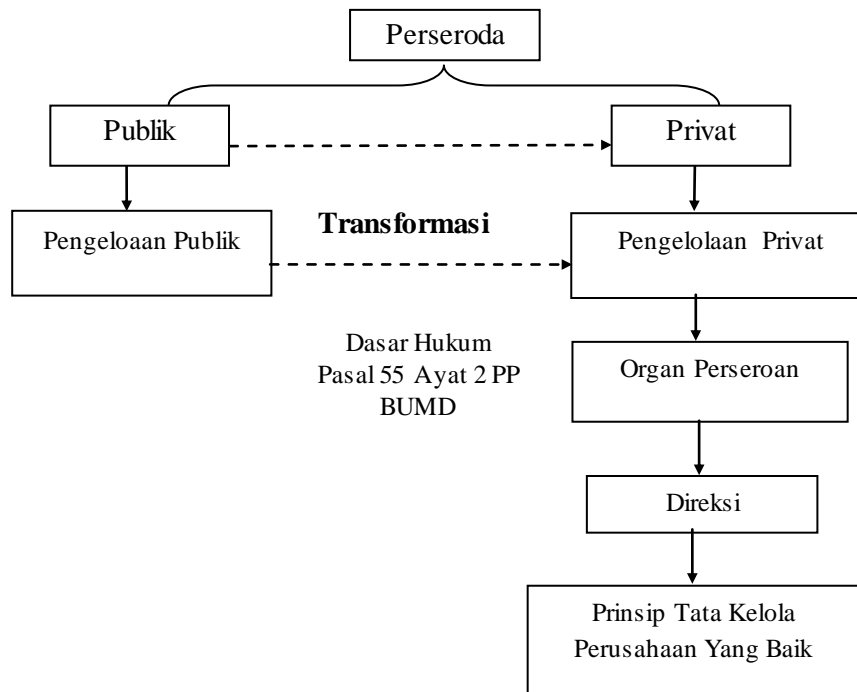 Perseroda
Publik
Privat
Pengeloaan Publik
Transformasi
Pengelolaan Privat
Dasar Hukum
Pasal 55 Ayat 2 PP
BUMD
Organ Perseroan
Direksi
Prinsip Tata Kelola
Perusahaan Yang Baik